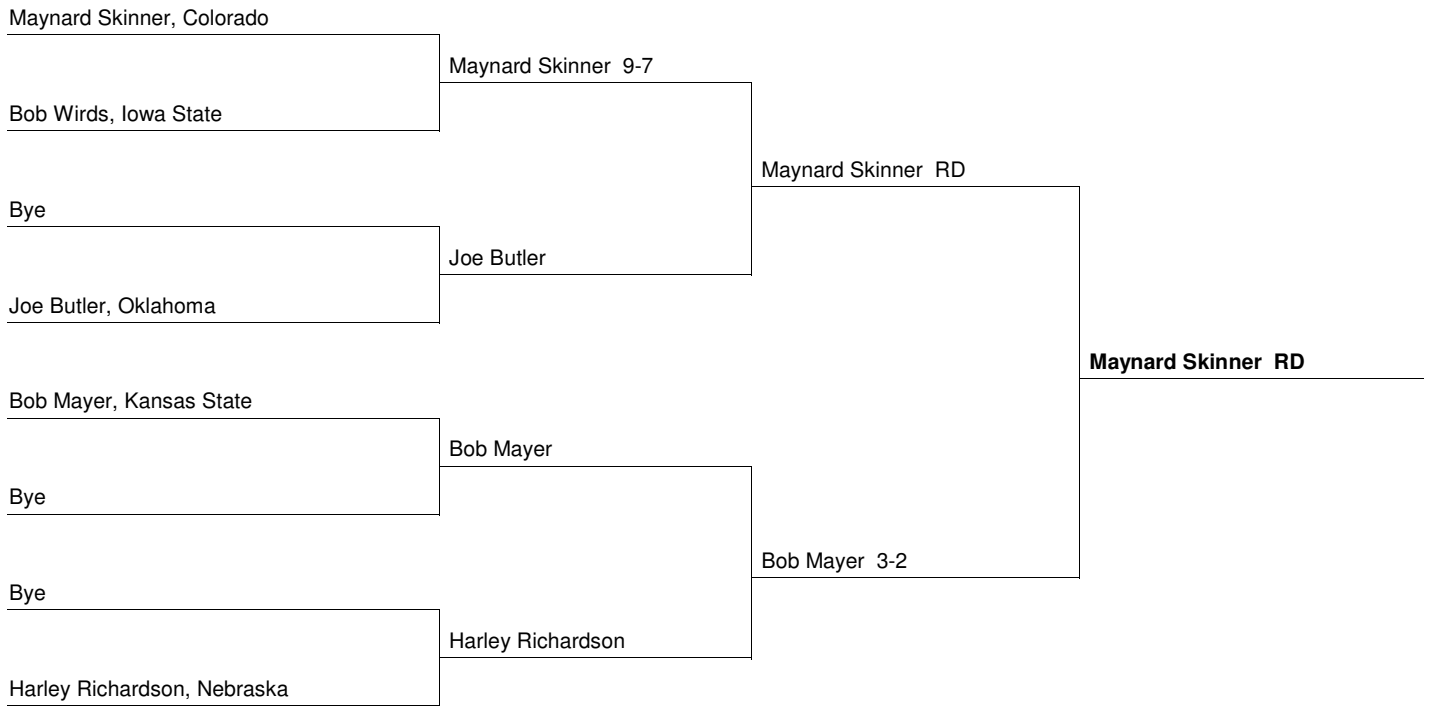 Maynard Skinner, Colorado
Maynard Skinner  9-7
Bob Wirds, Iowa State
Maynard Skinner  RD
Bye
Joe Butler
Joe Butler, Oklahoma
Maynard Skinner  RD
Bob Mayer, Kansas State
Bob Mayer
Bye
Bob Mayer  3-2
Bye
Harley Richardson
Harley Richardson, Nebraska